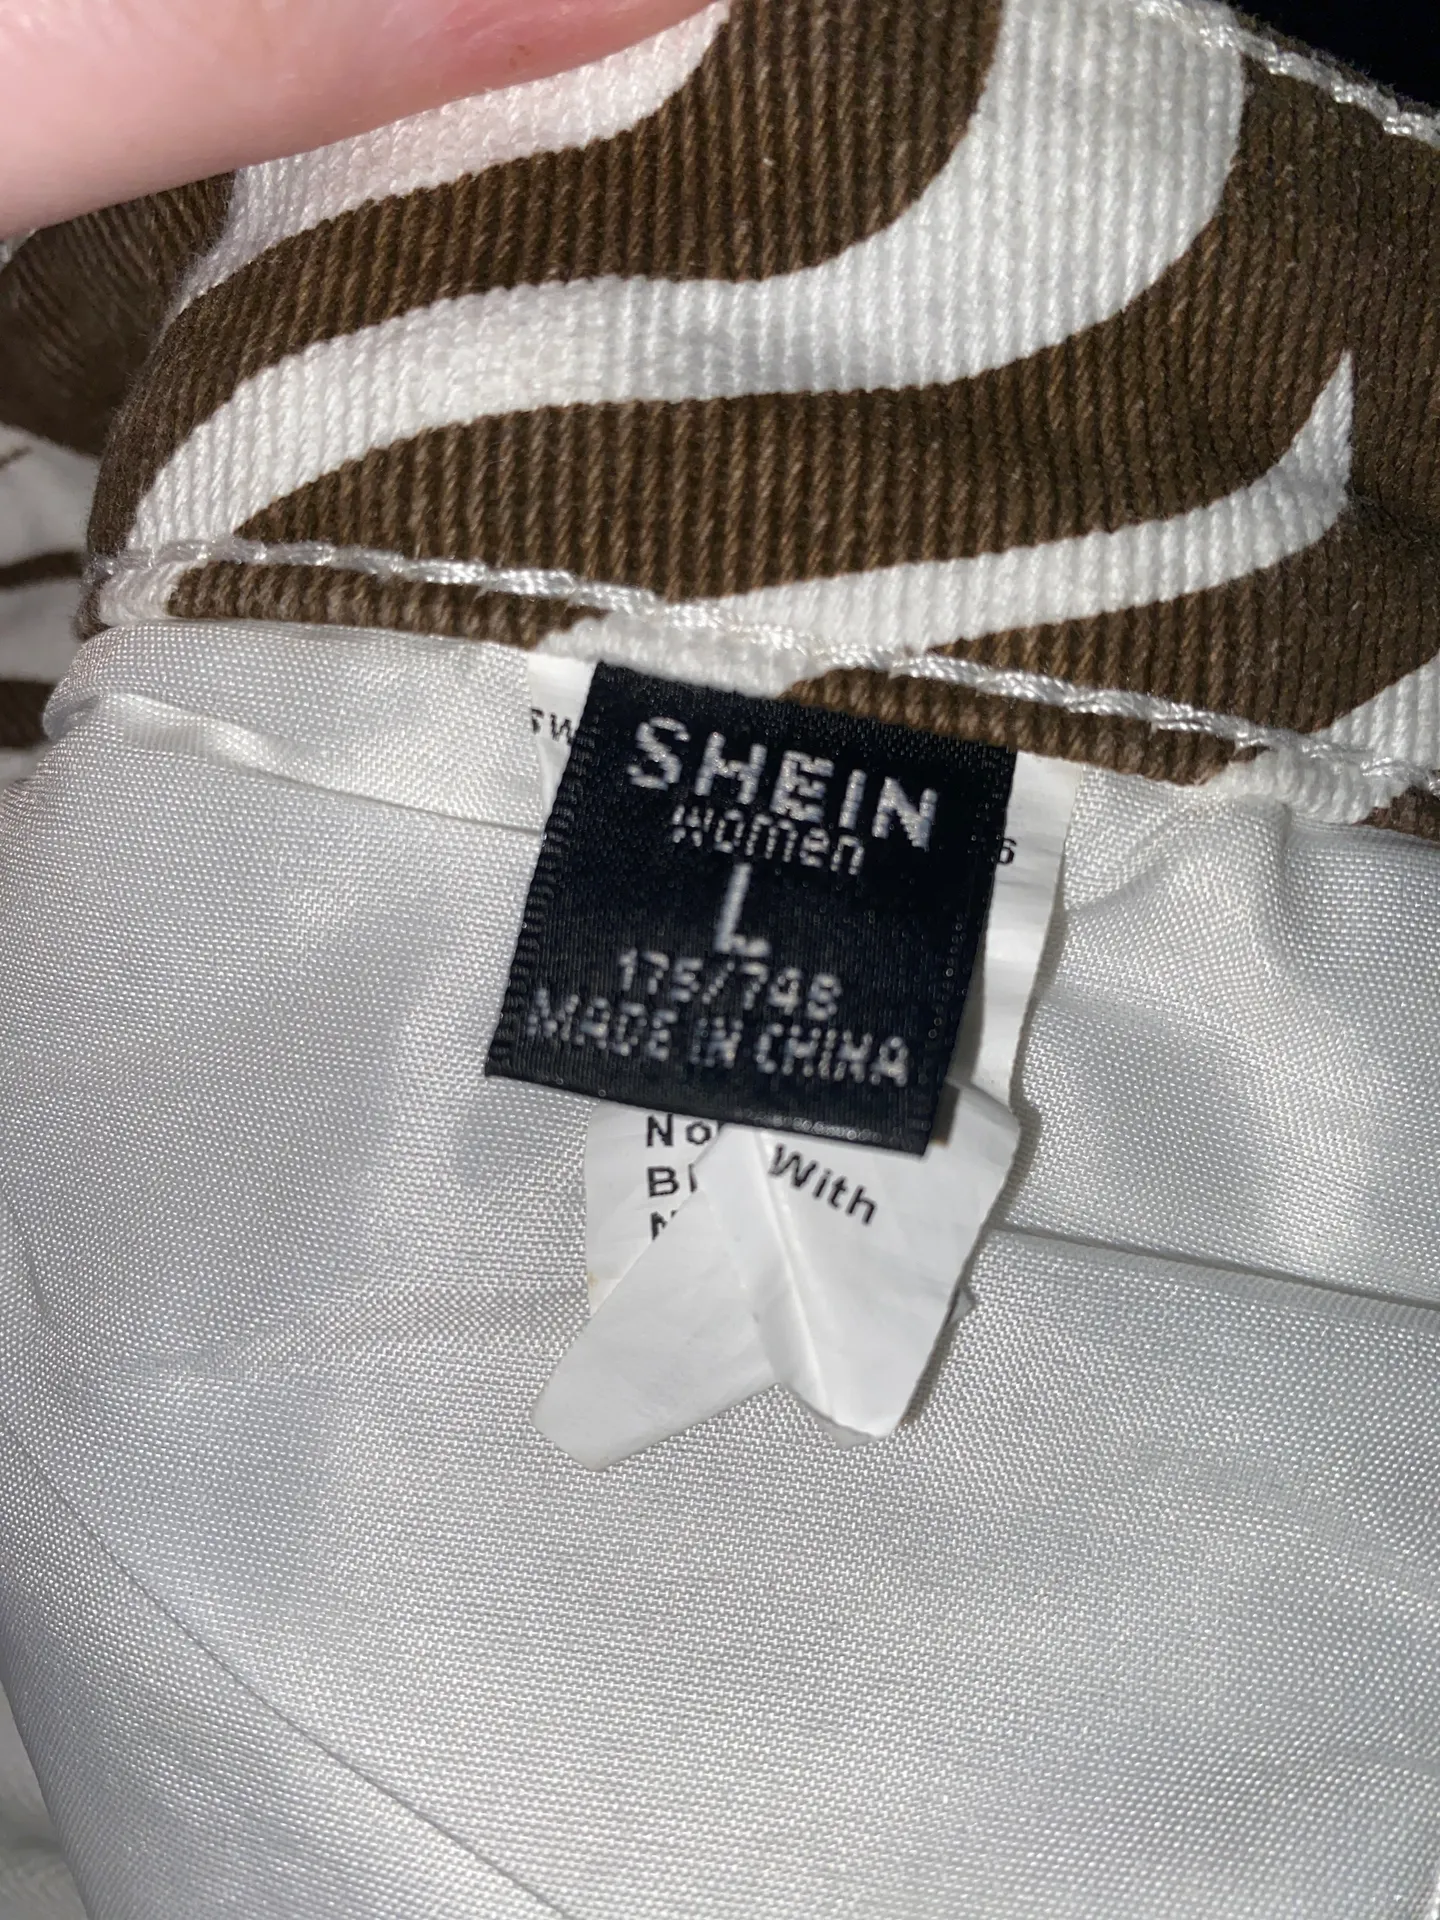 SHEIN
Women
L
175/74B
MADE IN CHINA
With